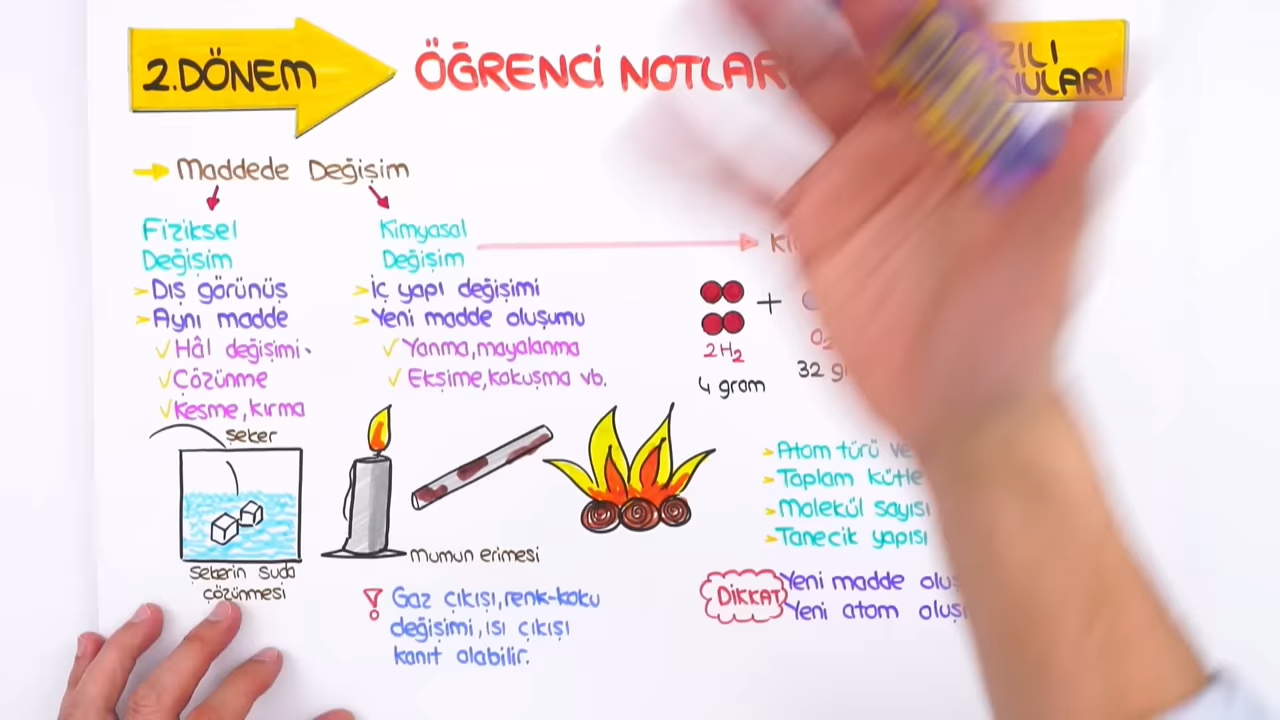 2.DÖNEM
ÖĞRENCİ NOTLAR
Maddede Değişim
Fiziksel
Değişim
Dış görünüş
Aynı madde
Hâl değişimi
Çözünme
Kesme, kırma
şeker
Şekerin suda
çözünmesi
Kimyasal
Değişim
İç yapı değişimi
Yeni madde oluşumu
Yanma, mayalanma
Ekşime, kokuşma vb.
mumun erimesi
! Gaz çıkışı, renk-koku
değişimi, ısı çıkışı
kanıt olabilir.
+
2H₂
4 gram
O₂
32
Atom türü
Toplam kütle
Molekül sayısı
Tanecik yapısı
DİKKAT
Yeni madde
Yeni atom